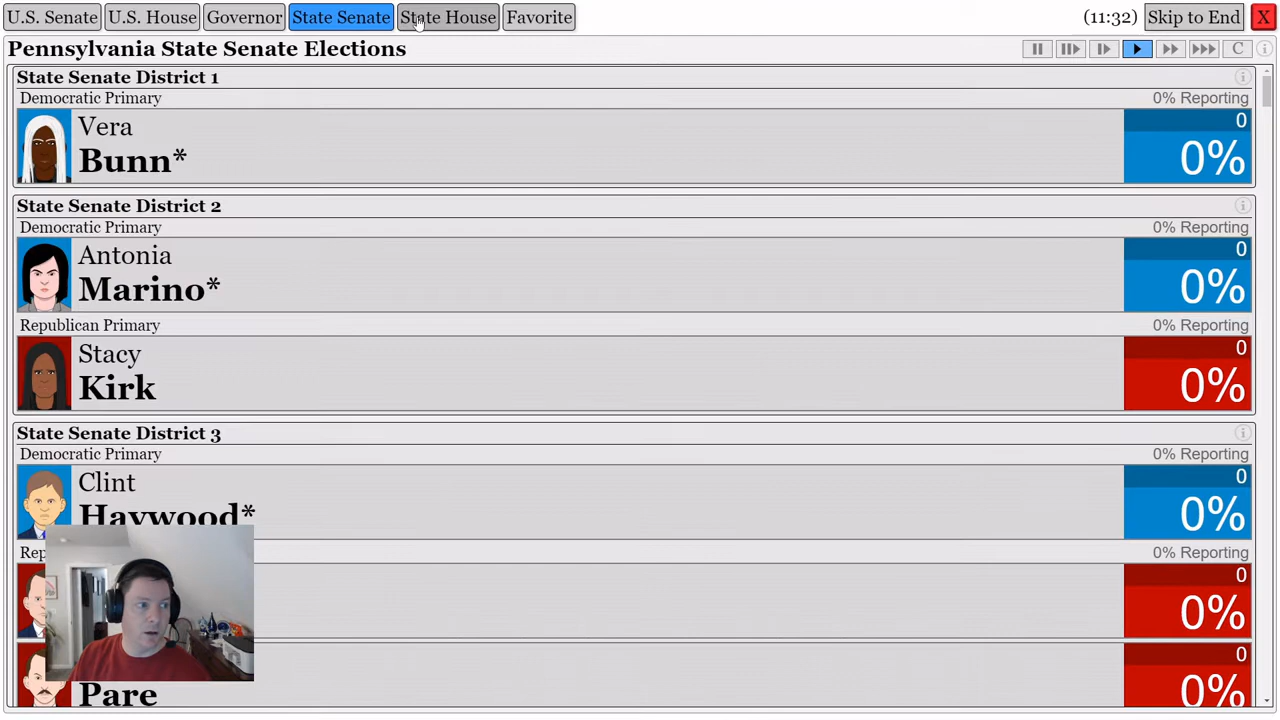 U.S. Senate U.S. House Governor State Senate State House Favorite (11:32) Skip to End X
Pennsylvania State Senate Elections C
State Senate District 1
Democratic Primary 0% Reporting
Vera 0
Bunn* 0%
State Senate District 2
Democratic Primary 0% Reporting
Antonia 0
Marino* 0%
Republican Primary 0% Reporting
Stacy 0
Kirk 0%
State Senate District 3
Democratic Primary 0% Reporting
Clint 0
Haywood* 0%
0% Reporting
0
0%
0
Pare 0%